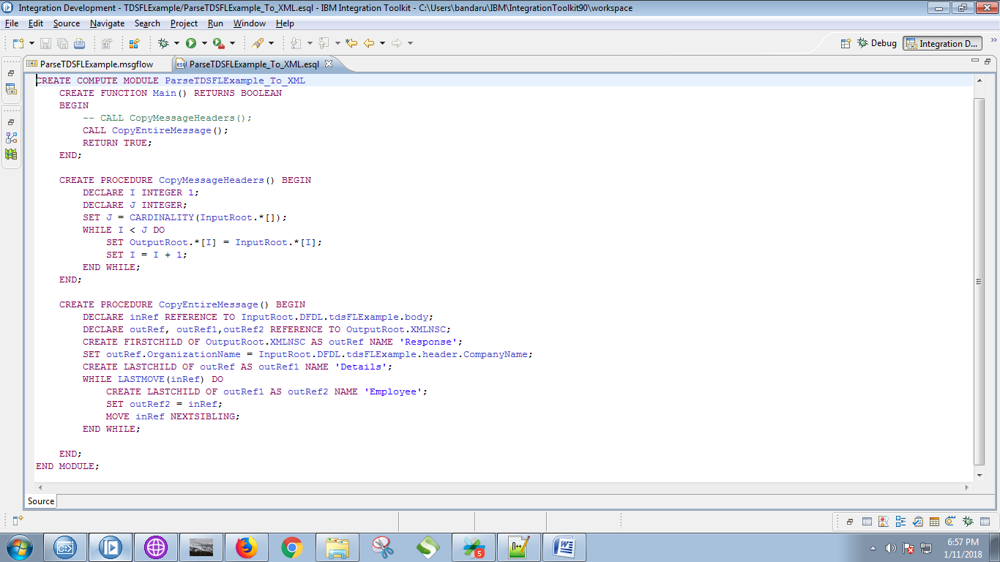 Integration Development - TDSFLExample/ParseTDSFLExample_To_XML.esql - IBM Integration Toolkit - C:\Users\bandaru\IBM\IntegrationToolkit90\workspace
File Edit Source Navigate Search Project Run Window Help
Debug Integration D...
ParseTDSFLExample.msgflow ParseTDSFLExample_To_XML.esql
CREATE COMPUTE MODULE ParseTDSFLExample_To_XML
CREATE FUNCTION Main() RETURNS BOOLEAN
BEGIN
-- CALL CopyMessageHeaders();
CALL CopyEntireMessage();
RETURN TRUE;
END;
CREATE PROCEDURE CopyMessageHeaders() BEGIN
DECLARE I INTEGER 1;
DECLARE J INTEGER;
SET J = CARDINALITY(InputRoot.*[]);
WHILE I < J DO
SET OutputRoot.*[I] = InputRoot.*[I];
SET I = I + 1;
END WHILE;
END;
CREATE PROCEDURE CopyEntireMessage() BEGIN
DECLARE inRef REFERENCE TO InputRoot.DFDL.tdsFLExample.body;
DECLARE outRef, outRef1,outRef2 REFERENCE TO OutputRoot.XMLNSC;
CREATE FIRSTCHILD OF OutputRoot.XMLNSC AS outRef NAME 'Response';
SET outRef.OrganizationName = InputRoot.DFDL.tdsFLExample.header.CompanyName;
CREATE LASTCHILD OF outRef AS outRef1 NAME 'Details';
WHILE LASTMOVE(inRef) DO
CREATE LASTCHILD OF outRef1 AS outRef2 NAME 'Employee';
SET outRef2 = inRef;
MOVE inRef NEXTSIBLING;
END WHILE;
END;
END MODULE;
Source
6:57 PM
1/11/2018